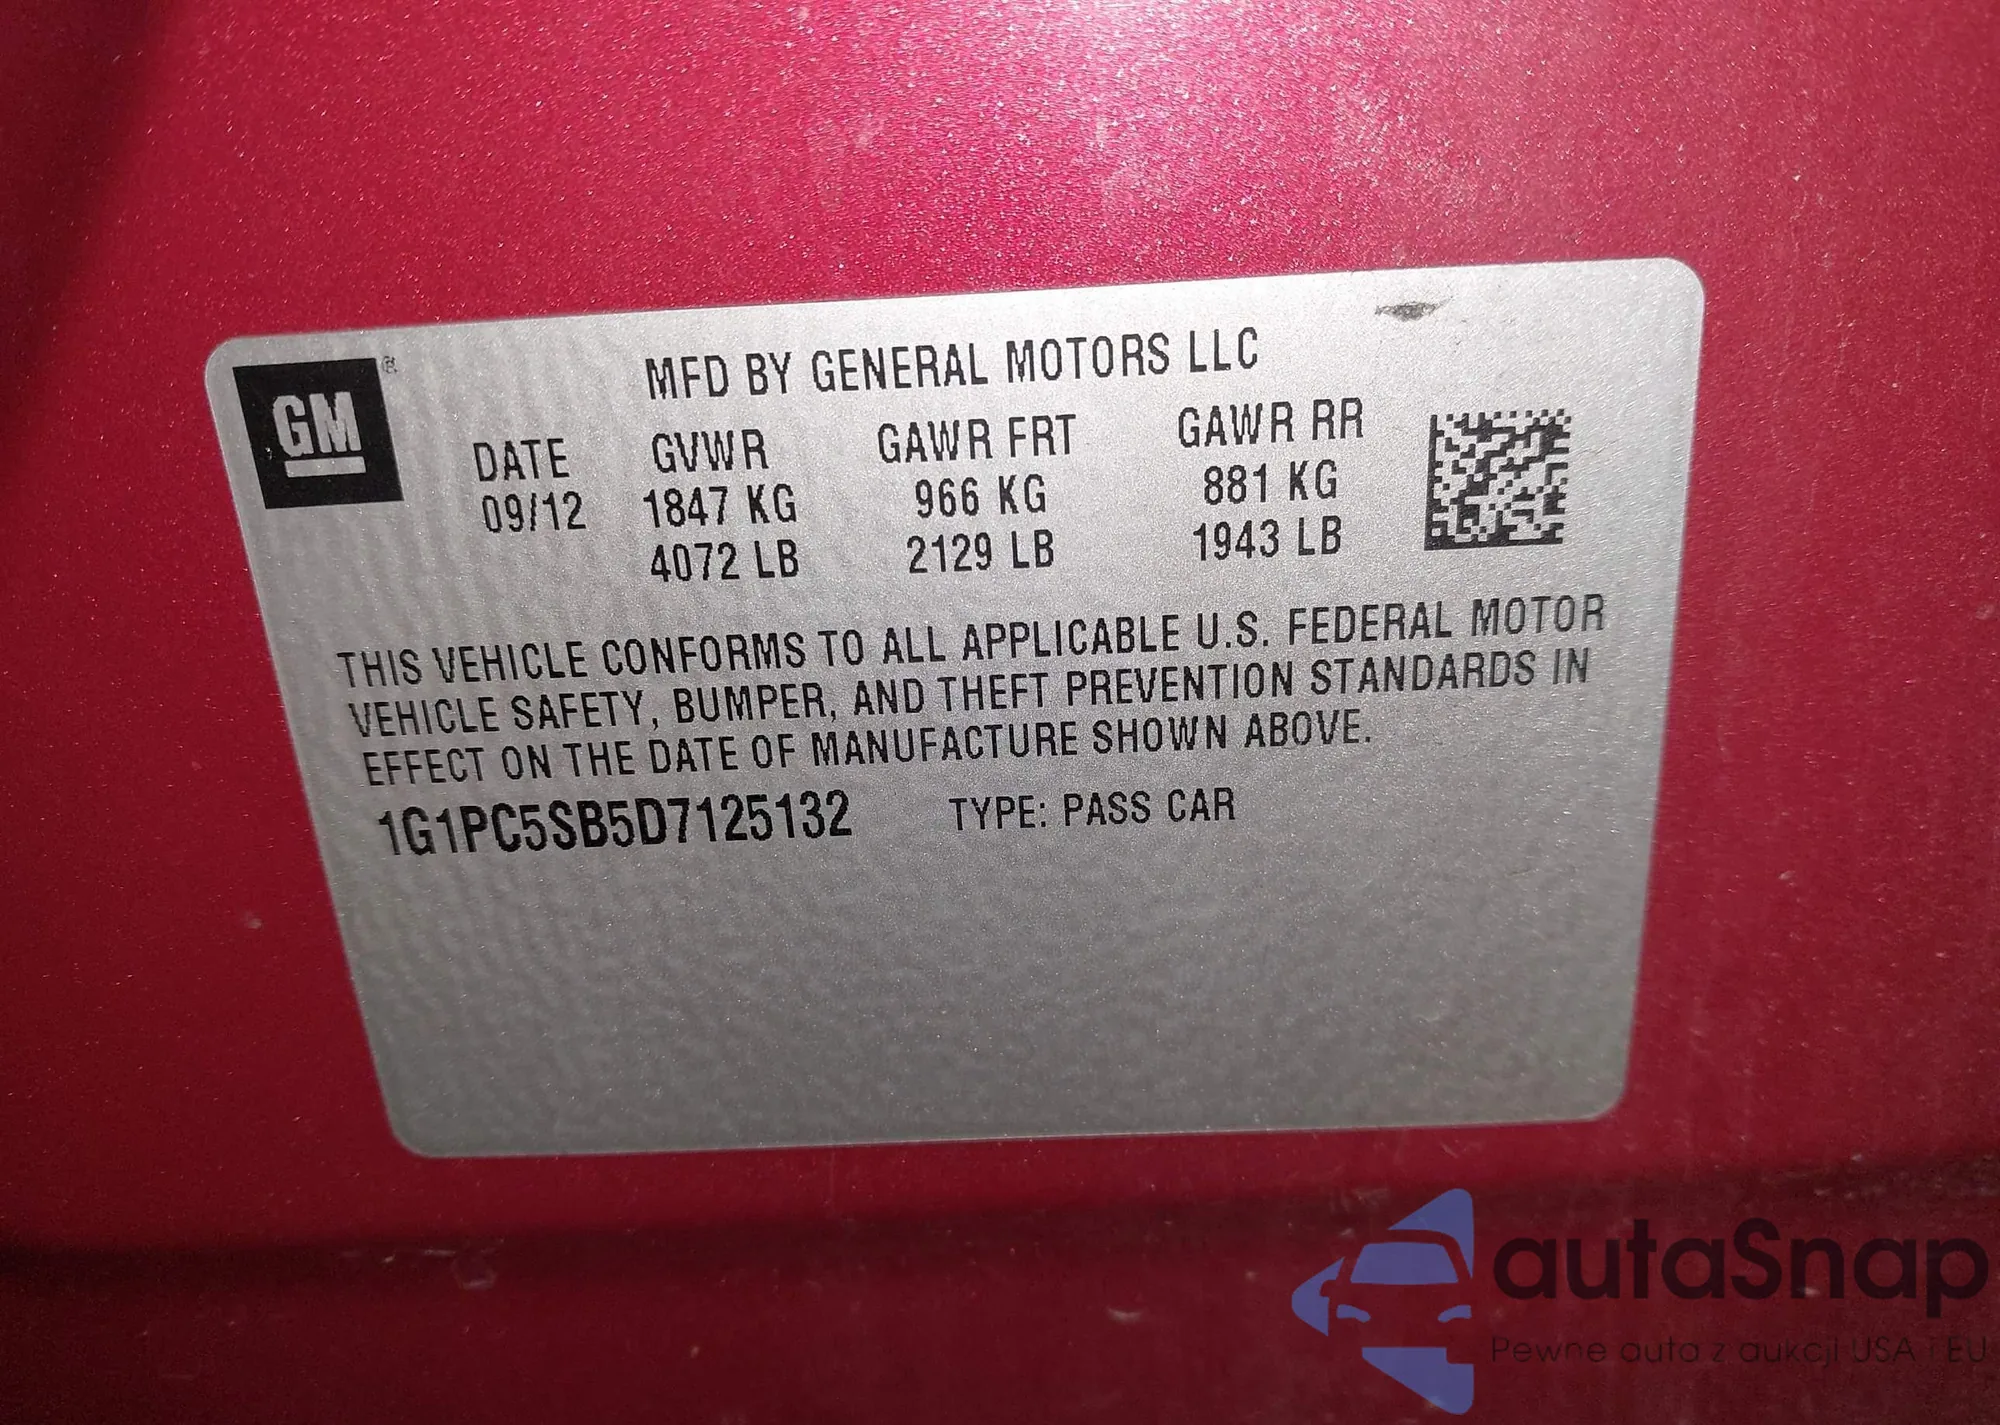 GM ®
MFD BY GENERAL MOTORS LLC
DATE GVWR GAWR FRT GAWR RR
09/12 1847 KG 966 KG 881 KG
4072 LB 2129 LB 1943 LB
THIS VEHICLE CONFORMS TO ALL APPLICABLE U.S. FEDERAL MOTOR
VEHICLE SAFETY, BUMPER, AND THEFT PREVENTION STANDARDS IN
EFFECT ON THE DATE OF MANUFACTURE SHOWN ABOVE.
1G1PC5SB5D7125132 TYPE: PASS CAR
autaSnap
Pewne auta z aukcji USA i EU